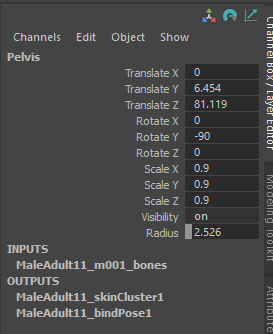 Channels Edit Object Show
Pelvis
Translate X 0
Translate Y 6.454
Translate Z 81.119
Rotate X 0
Rotate Y -90
Rotate Z 0
Scale X 0.9
Scale Y 0.9
Scale Z 0.9
Visibility on
Radius 2.526
INPUTS
MaleAdult11_m001_bones
OUTPUTS
MaleAdult11_skinCluster1
MaleAdult11_bindPose1
Channel Box / Layer Editor
Modeling Toolkit